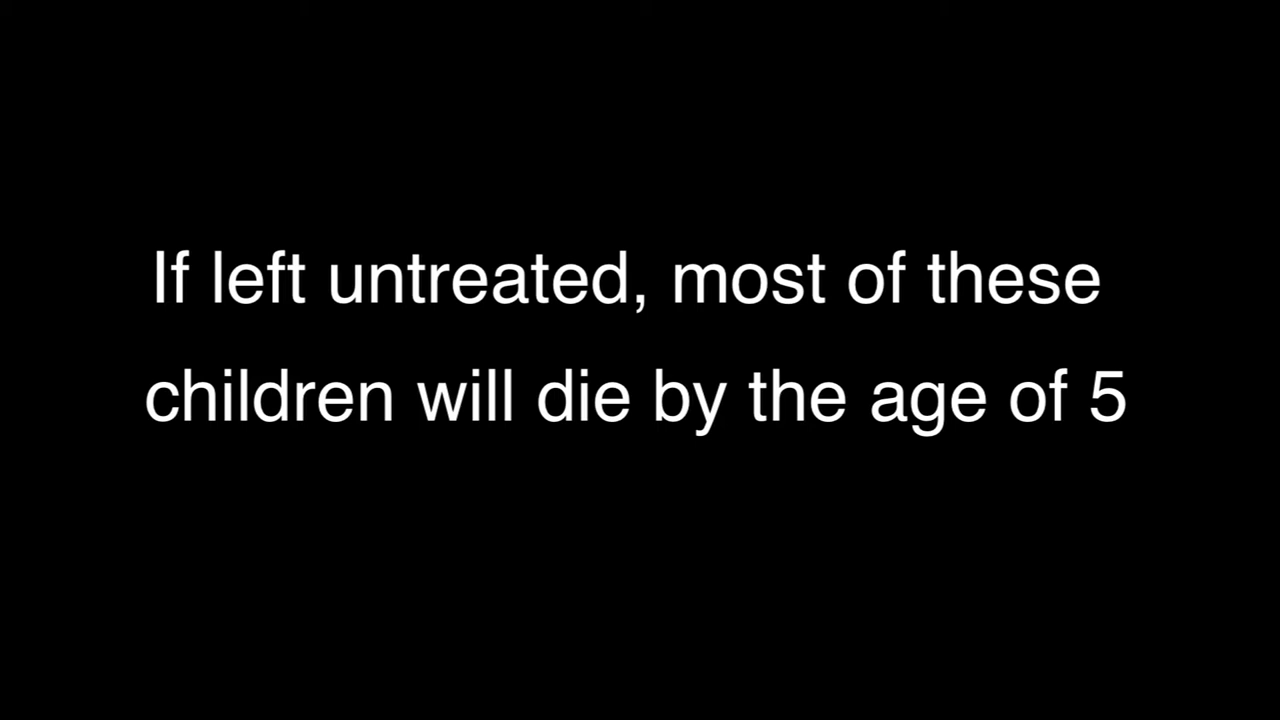 If left untreated, most of these
children will die by the age of 5